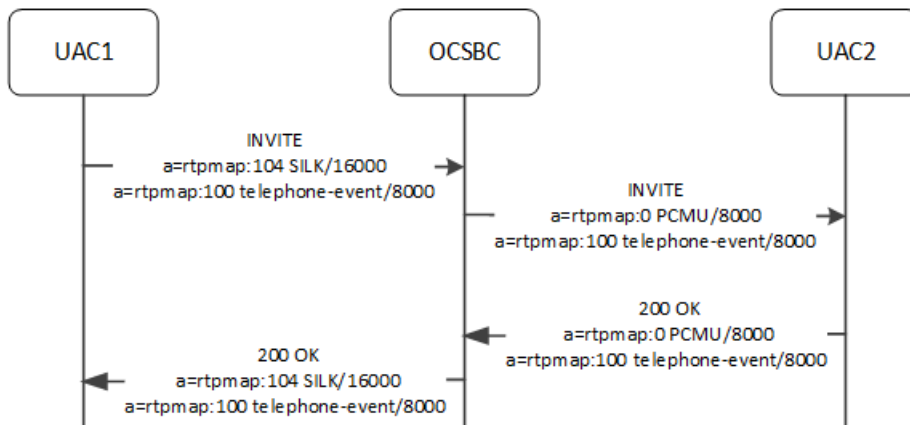 UAC1
OCSBC
UAC2
INVITE
a=rtpmap:104 SILK/16000
a=rtpmap:100 telephone-event/8000
INVITE
a=rtpmap:0 PCMU/8000
a=rtpmap:100 telephone-event/8000
200 OK
a=rtpmap:0 PCMU/8000
a=rtpmap:100 telephone-event/8000
200 OK
a=rtpmap:104 SILK/16000
a=rtpmap:100 telephone-event/8000